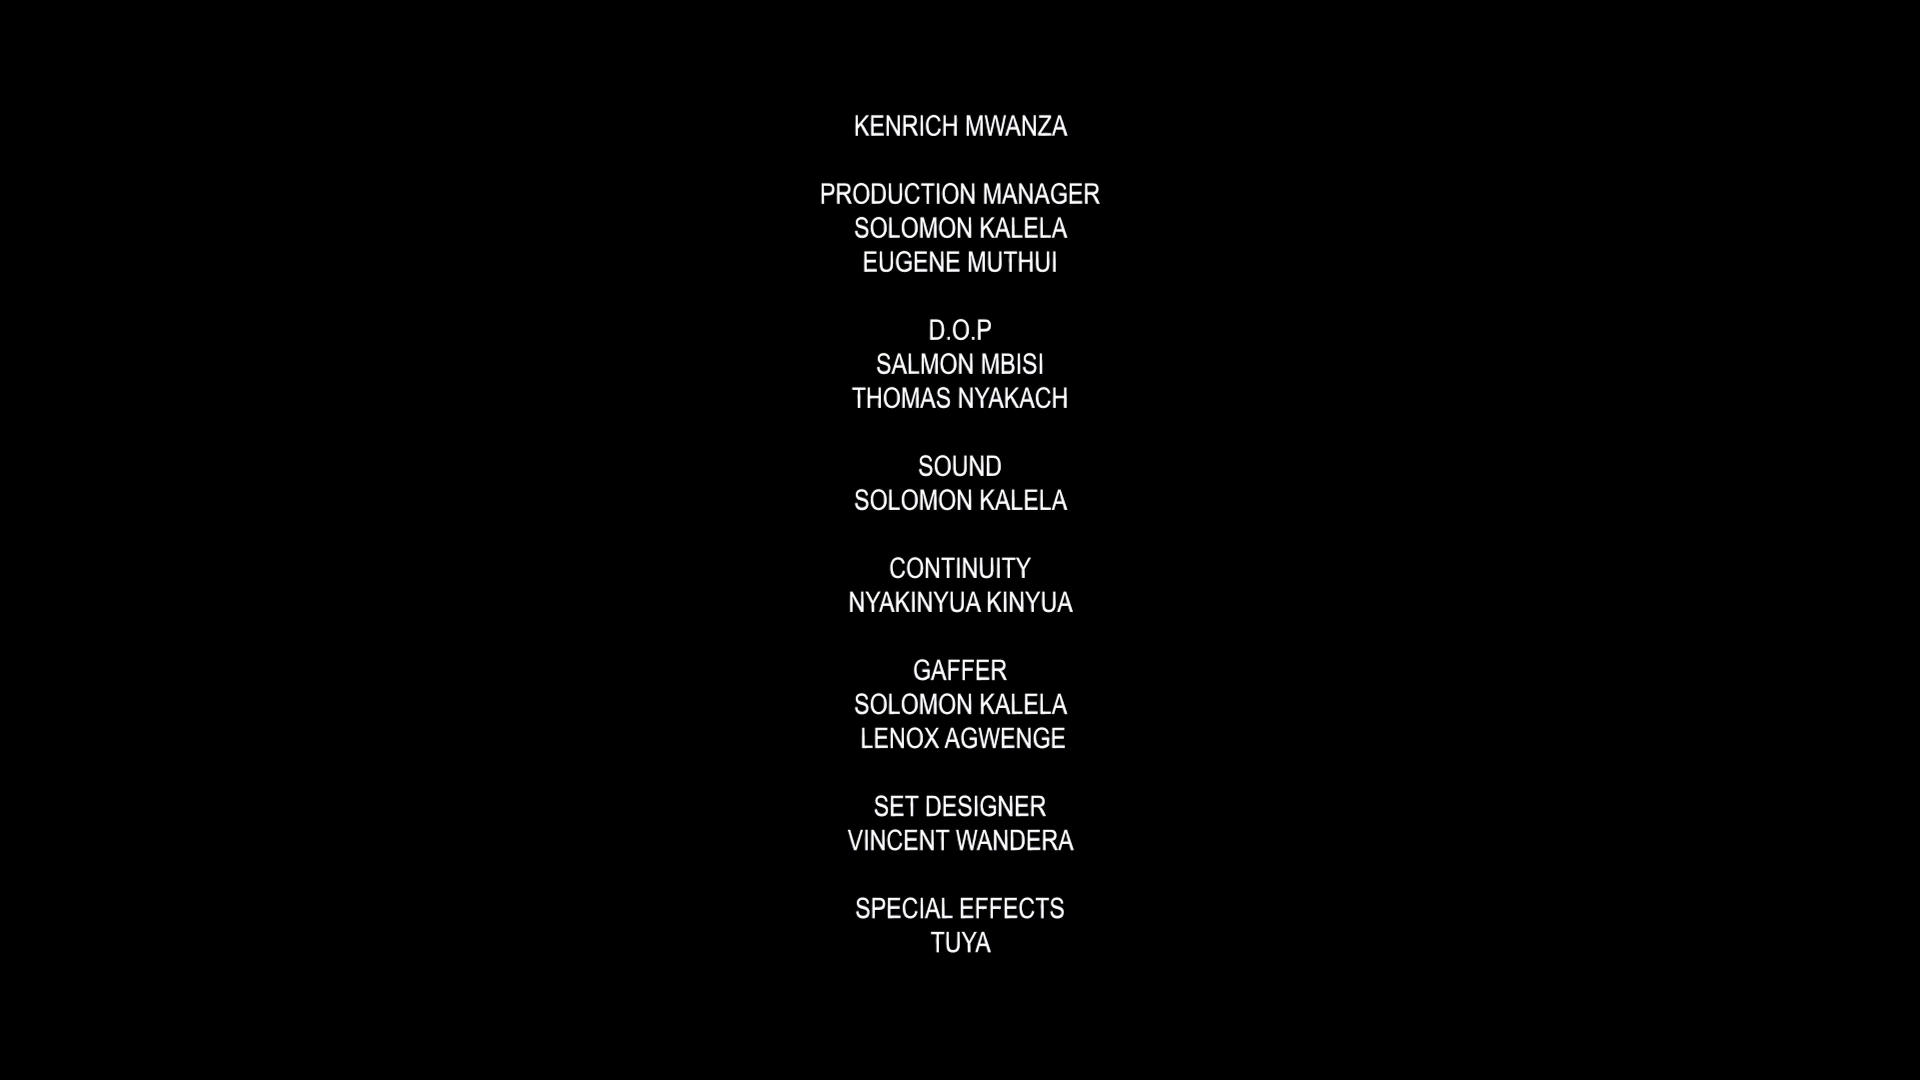 KENRICH MWANZA
PRODUCTION MANAGER
SOLOMON KALELA
EUGENE MUTHUI
D.O.P
SALMON MBISI
THOMAS NYAKACH
SOUND
SOLOMON KALELA
CONTINUITY
NYAKINYUA KINYUA
GAFFER
SOLOMON KALELA
LENOX AGWENGE
SET DESIGNER
VINCENT WANDERA
SPECIAL EFFECTS
TUYA